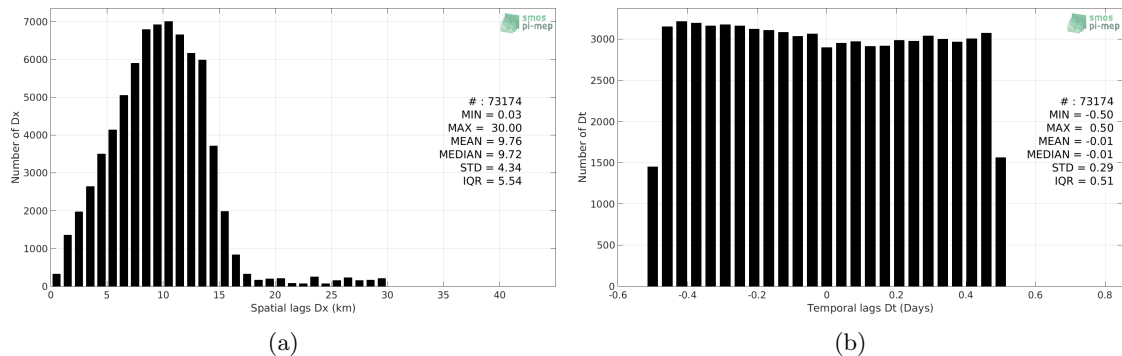 7000
6000
5000
4000
3000
2000
1000
0
Number of Dx
0 5 10 15 20 25 30 35 40
Spatial lags Dx (km)
smos
pi-mep
# : 73174
MIN = 0.03
MAX = 30.00
MEAN = 9.76
MEDIAN = 9.72
STD = 4.34
IQR = 5.54
(a)
3000
2500
2000
1500
1000
500
0
Number of Dt
-0.6 -0.4 -0.2 0 0.2 0.4 0.6 0.8
Temporal lags Dt (Days)
smos
pi-mep
# : 73174
MIN = -0.50
MAX = 0.50
MEAN = -0.01
MEDIAN = -0.01
STD = 0.29
IQR = 0.51
(b)